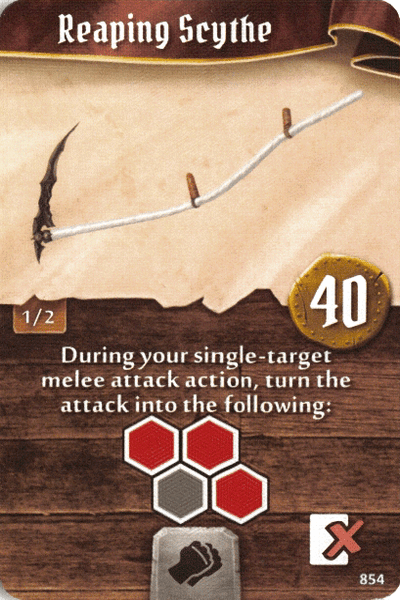 Reaping Scythe
40
1/2
During your single-target
melee attack action, turn the
attack into the following:
854